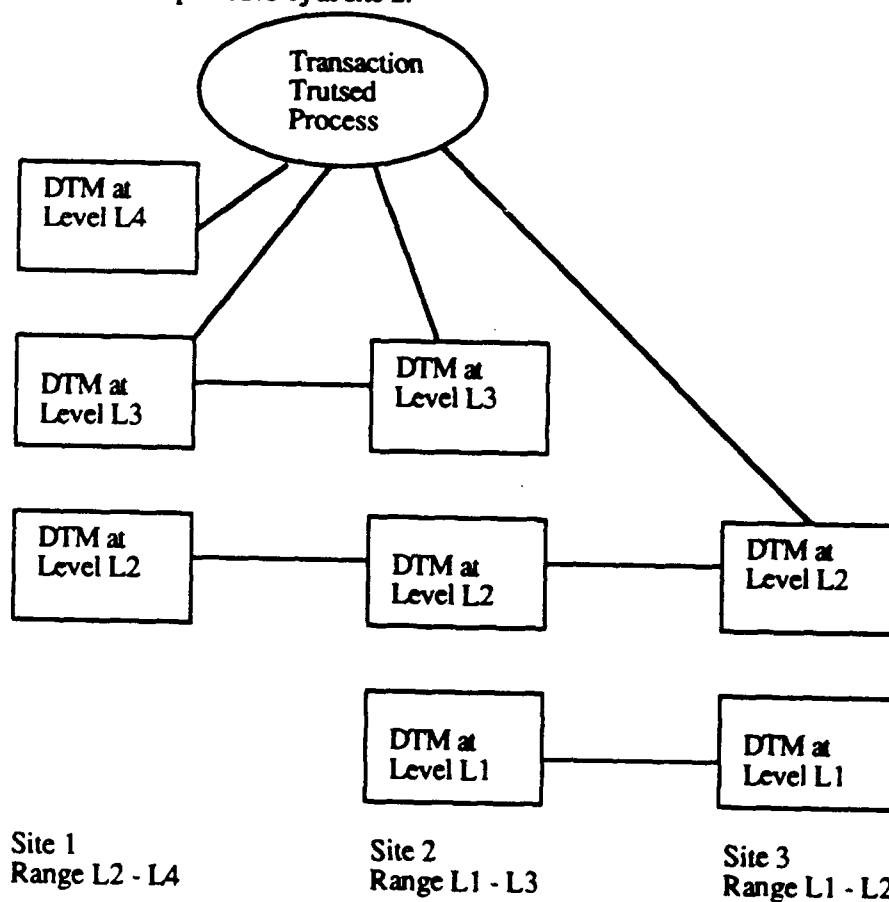 Transaction
Trutsed
Process
DTM at
Level L4
DTM at
Level L3
DTM at
Level L3
DTM at
Level L2
DTM at
Level L2
DTM at
Level L2
DTM at
Level L1
DTM at
Level L1
Site 1
Range L2 - L4
Site 2
Range L1 - L3
Site 3
Range L1 - L2